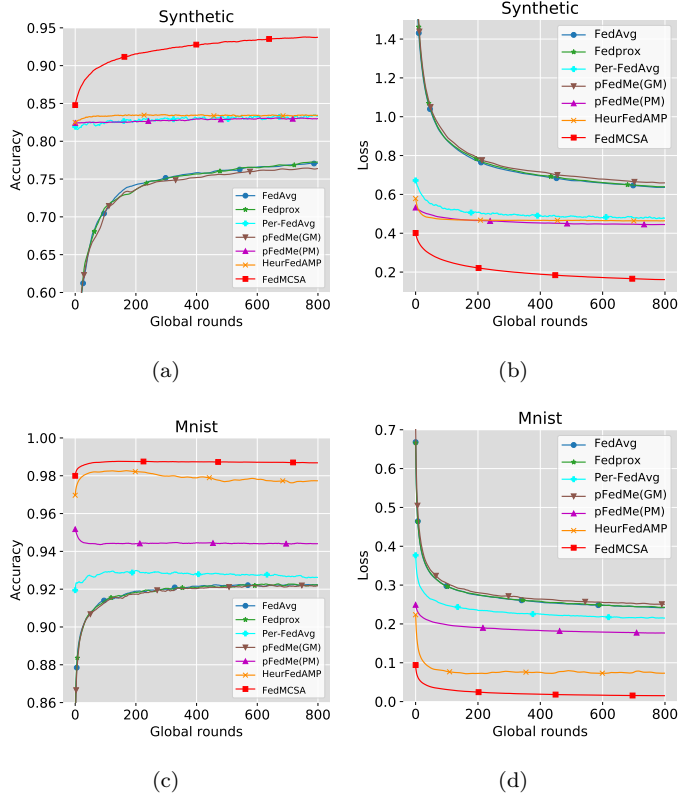 Synthetic
Accuracy
0.95
0.90
0.85
0.80
0.75
0.70
0.65
0.60
FedAvg
Fedprox
Per-FedAvg
pFedMe(GM)
pFedMe(PM)
HeurFedAMP
FedMCSA
0 200 400 600 800
Global rounds
(a)
Synthetic
Loss
1.4
1.2
1.0
0.8
0.6
0.4
0.2
FedAvg
Fedprox
Per-FedAvg
pFedMe(GM)
pFedMe(PM)
HeurFedAMP
FedMCSA
0 200 400 600 800
Global rounds
(b)
Mnist
Accuracy
1.00
0.98
0.96
0.94
0.92
0.90
0.88
0.86
FedAvg
Fedprox
Per-FedAvg
pFedMe(GM)
pFedMe(PM)
HeurFedAMP
FedMCSA
0 200 400 600 800
Global rounds
(c)
Mnist
Loss
0.7
0.6
0.5
0.4
0.3
0.2
0.1
0.0
FedAvg
Fedprox
Per-FedAvg
pFedMe(GM)
pFedMe(PM)
HeurFedAMP
FedMCSA
0 200 400 600 800
Global rounds
(d)